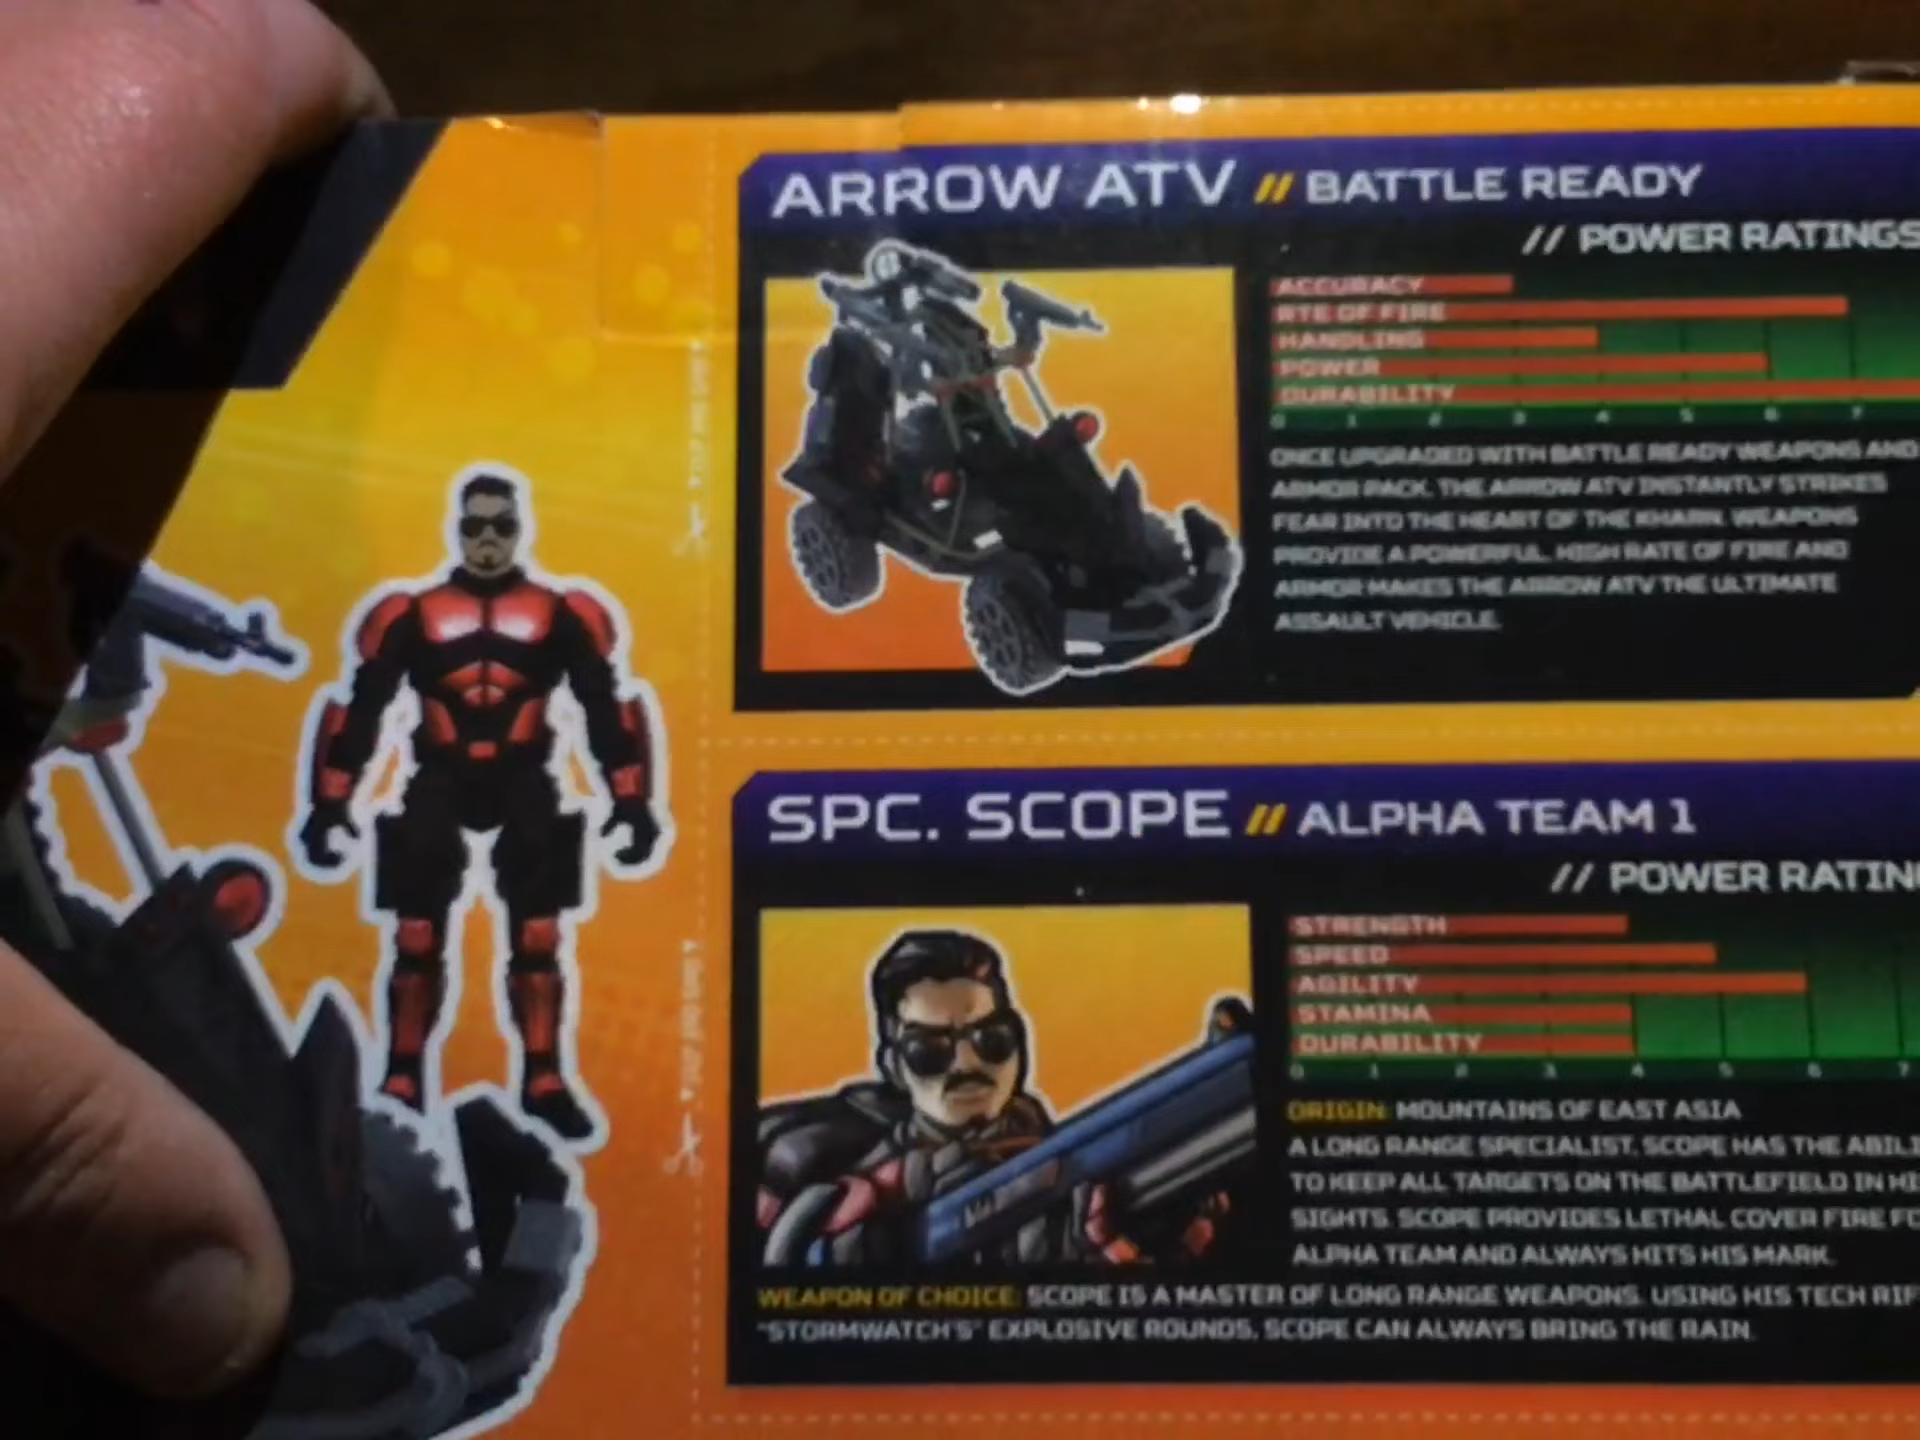 ARROW ATV // BATTLE READY
// POWER RATINGS
ACCURACY
RTE OF FIRE
HANDLING
POWER
DURABILITY
0 1 2 3 4 5 6 7
ONCE UPGRADED WITH BATTLE READY WEAPONS AND
ARMOR PACK, THE ARROW ATV INSTANTLY STRIKES
FEAR INTO THE HEART OF THE KHARN. WEAPONS
PROVIDE A POWERFUL, HIGH RATE OF FIRE AND
ARMOR MAKES THE ARROW ATV THE ULTIMATE
ASSAULT VEHICLE.
SPC. SCOPE // ALPHA TEAM 1
// POWER RATIN
STRENGTH
SPEED
AGILITY
STAMINA
DURABILITY
0 1 2 3 4 5 6 7
ORIGIN: MOUNTAINS OF EAST ASIA
A LONG RANGE SPECIALIST, SCOPE HAS THE ABILI
TO KEEP ALL TARGETS ON THE BATTLEFIELD IN HI
SIGHTS. SCOPE PROVIDES LETHAL COVER FIRE FO
ALPHA TEAM AND ALWAYS HITS HIS MARK.
WEAPON OF CHOICE: SCOPE IS A MASTER OF LONG RANGE WEAPONS. USING HIS TECH RIF
"STORMWATCH'S" EXPLOSIVE ROUNDS, SCOPE CAN ALWAYS BRING THE RAIN.